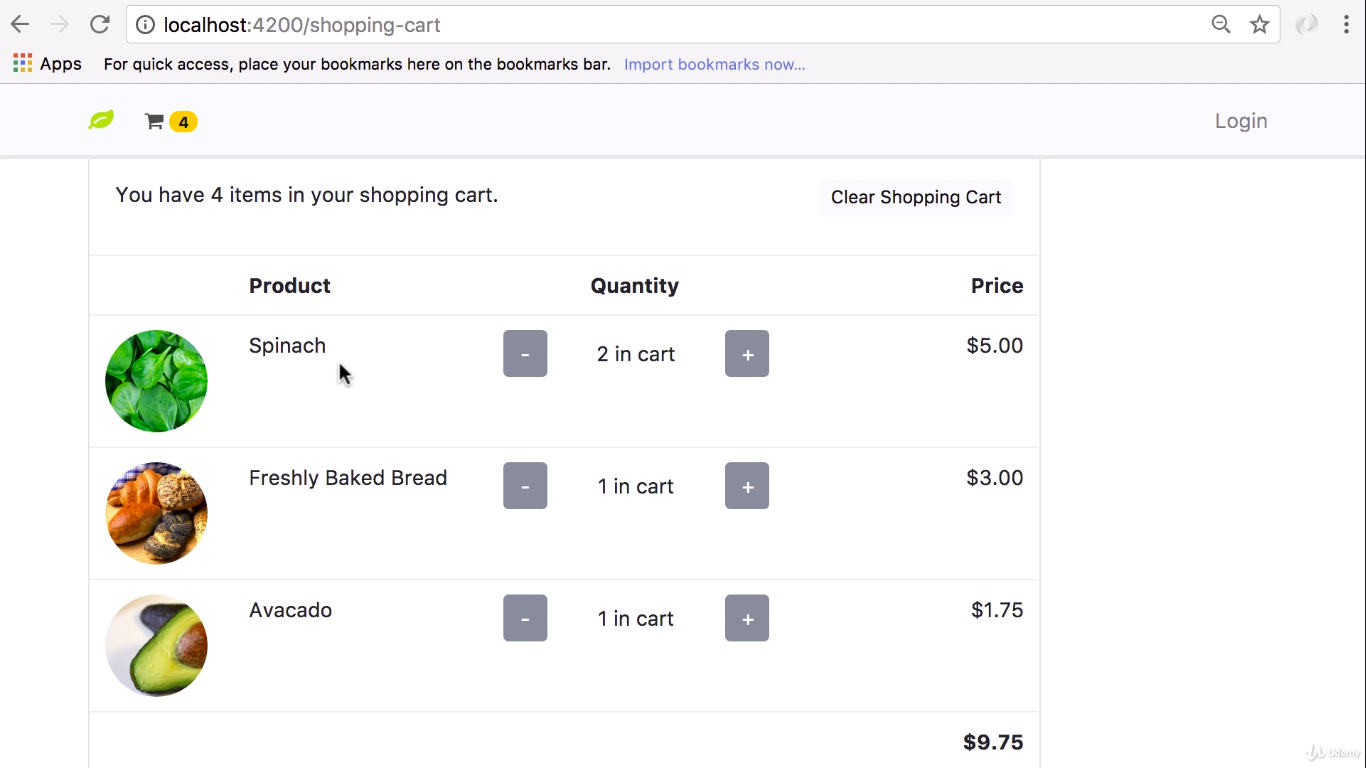 localhost:4200/shopping-cart
Apps For quick access, place your bookmarks here on the bookmarks bar. Import bookmarks now...
4 Login
You have 4 items in your shopping cart. Clear Shopping Cart
Product Quantity Price
Spinach - 2 in cart + $5.00
Freshly Baked Bread - 1 in cart + $3.00
Avacado - 1 in cart + $1.75
$9.75
Udemy